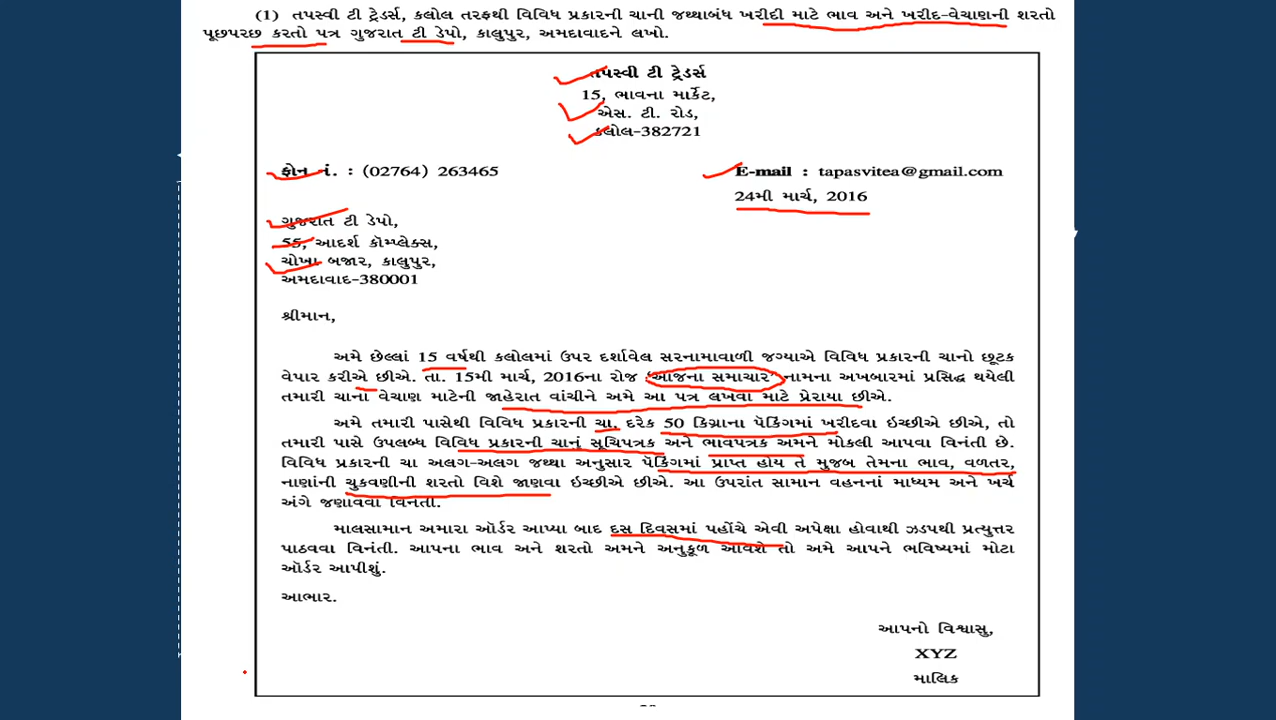 (1) તપસ્વી ટી ટ્રેડર્સ, કલોલ તરફથી વિવિધ પ્રકારની ચાની જથ્થાબંધ ખરીદી માટે ભાવ અને ખરીદ-વેચાણની શરતો
પૂછપરછ કરતો પત્ર ગુજરાત ટી ડેપો, કાલુપુર, અમદાવાદને લખો.
તપસ્વી ટી ટ્રેડર્સ
15, ભાવના માર્કેટ,
એસ. ટી. રોડ,
કલોલ-382721
ફોન નં. : (02764) 263465
E-mail : tapasvitea@gmail.com
24મી માર્ચ, 2016
ગુજરાત ટી ડેપો,
55, આદર્શ કૉમ્પ્લેક્સ,
ચોખા બજાર, કાલુપુર,
અમદાવાદ-380001
શ્રીમાન,
અમે છેલ્લાં 15 વર્ષથી કલોલમાં ઉપર દર્શાવેલ સરનામાવાળી જગ્યાએ વિવિધ પ્રકારની ચાનો છૂટક
વેપાર કરીએ છીએ. તા. 15મી માર્ચ, 2016ના રોજ ‘આજના સમાચાર’ નામના અખબારમાં પ્રસિદ્ધ થયેલી
તમારી ચાના વેચાણ માટેની જાહેરાત વાંચીને અમે આ પત્ર લખવા માટે પ્રેરાયા છીએ.
અમે તમારી પાસેથી વિવિધ પ્રકારની ચા, દરેક 50 કિગ્રાના પૅકિંગમાં ખરીદવા ઇચ્છીએ છીએ, તો
તમારી પાસે ઉપલબ્ધ વિવિધ પ્રકારની ચાનું સૂચિપત્રક અને ભાવપત્રક અમને મોકલી આપવા વિનંતી છે.
વિવિધ પ્રકારની ચા અલગ-અલગ જથ્થા અનુસાર પૅકિંગમાં પ્રાપ્ત હોય તે મુજબ તેમના ભાવ, વળતર,
નાણાંની ચુકવણીની શરતો વિશે જાણવા ઇચ્છીએ છીએ. આ ઉપરાંત સામાન વહનનાં માધ્યમ અને ખર્ચ
અંગે જણાવવા વિનંતી.
માલસામાન અમારા ઑર્ડર આપ્યા બાદ દસ દિવસમાં પહોંચે એવી અપેક્ષા હોવાથી ઝડપથી પ્રત્યુત્તર
પાઠવવા વિનંતી. આપના ભાવ અને શરતો અમને અનુકૂળ આવશે તો અમે આપને ભવિષ્યમાં મોટા
ઑર્ડર આપીશું.
આભાર.
આપનો વિશ્વાસુ,
XYZ
માલિક